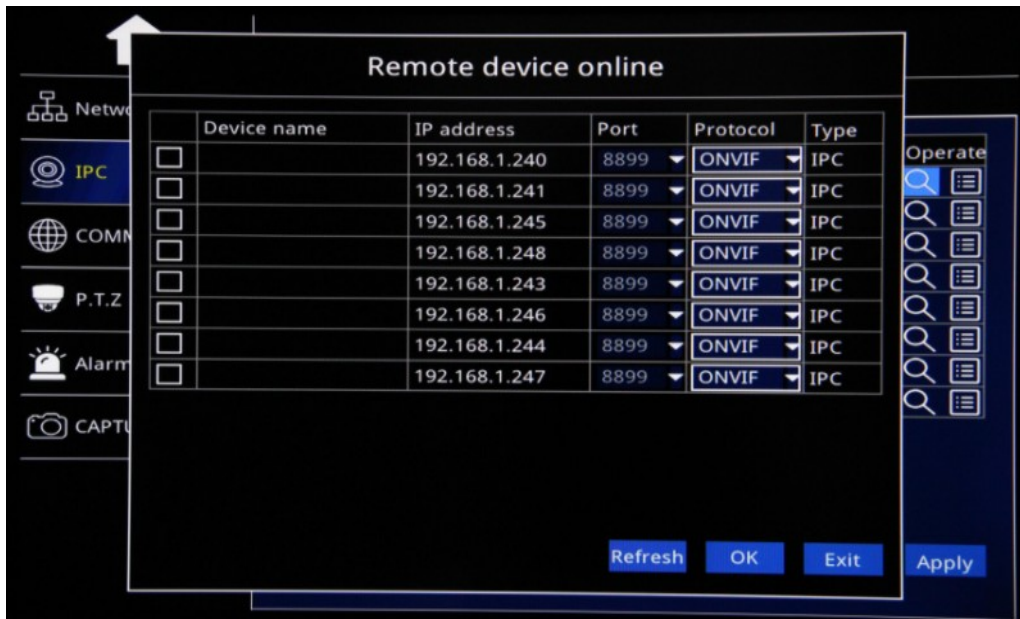 Remote device online
Device name IP address Port Protocol Type
192.168.1.240 8899 ONVIF IPC
192.168.1.241 8899 ONVIF IPC
192.168.1.245 8899 ONVIF IPC
192.168.1.248 8899 ONVIF IPC
192.168.1.243 8899 ONVIF IPC
192.168.1.246 8899 ONVIF IPC
192.168.1.244 8899 ONVIF IPC
192.168.1.247 8899 ONVIF IPC
Refresh OK Exit
Netwo
IPC
COMM
P.T.Z
Alarm
CAPTU
Operate
Apply